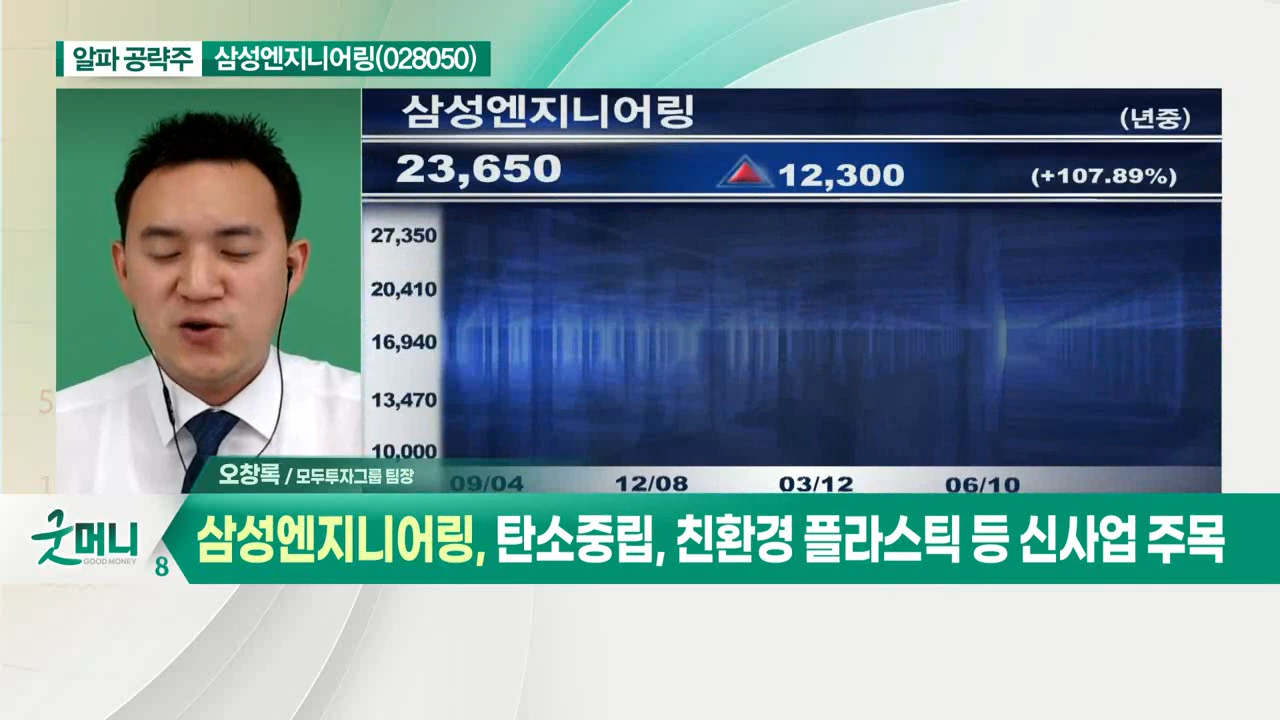 알파 공략주 삼성엔지니어링(028050)
삼성엔지니어링 (년중)
23,650 12,300 (+107.89%)
27,350
20,410
16,940
13,470
10,000
09/04 12/08 03/12 06/10
5
1
오창록 / 모두투자그룹 팀장
굿머니
GOOD MONEY
8
삼성엔지니어링, 탄소중립, 친환경 플라스틱 등 신사업 주목